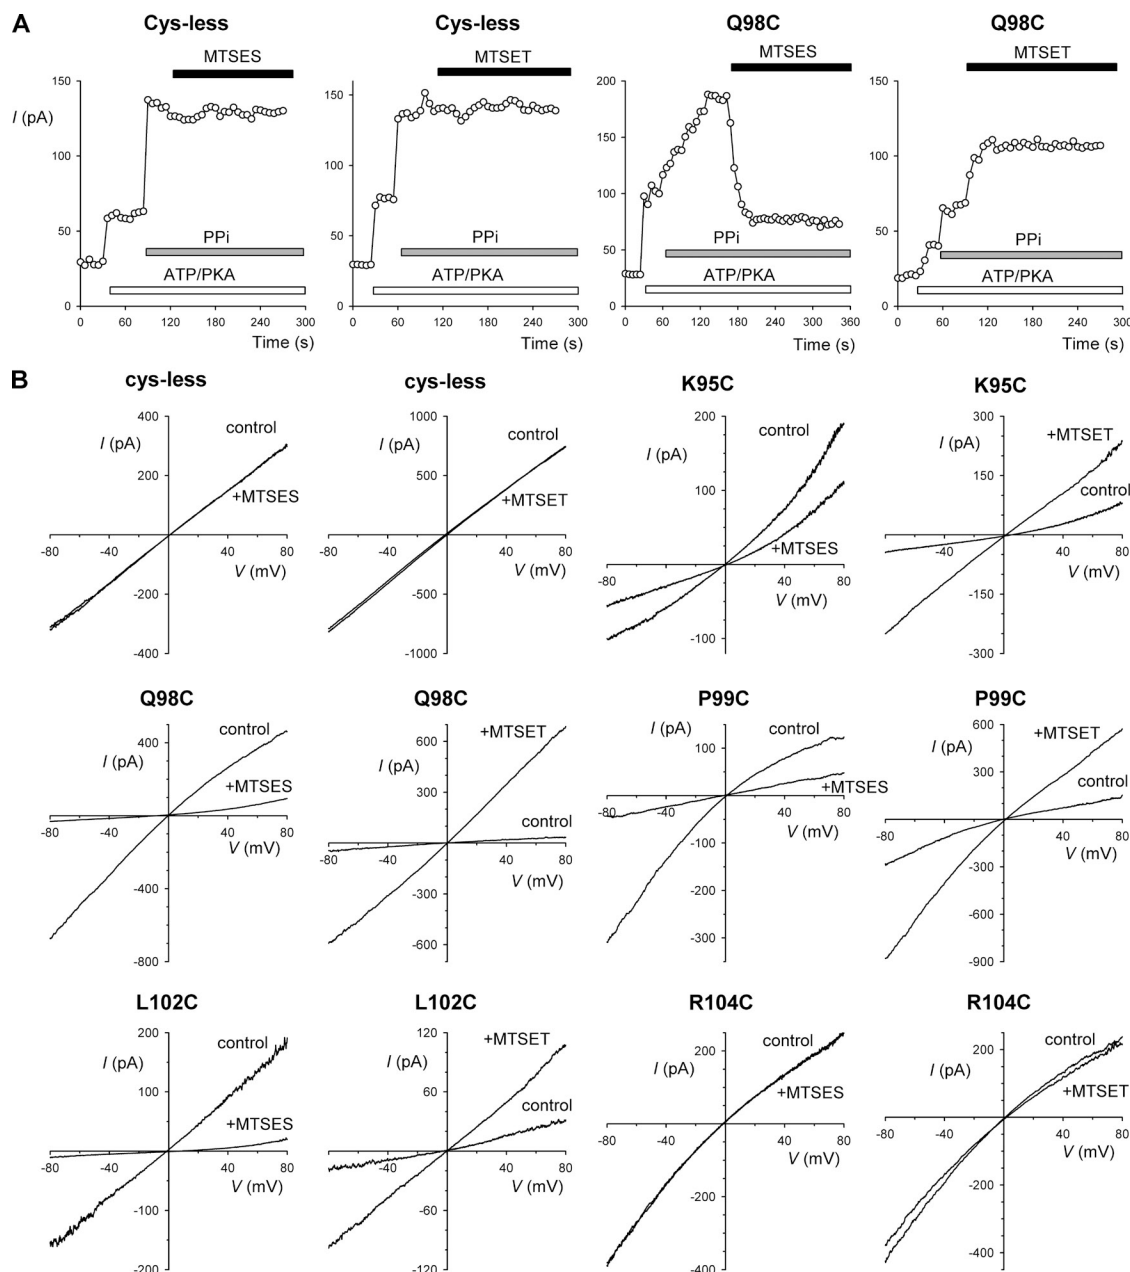 A
Cys-less
Cys-less
Q98C
Q98C
MTSES
MTSET
MTSES
MTSET
I (pA)
150
100
50
0
150
100
50
0
200
150
100
50
0
150
100
50
0
PPi
PPi
PPi
PPi
ATP/PKA
ATP/PKA
ATP/PKA
ATP/PKA
0 60 120 180 240 300
0 60 120 180 240 300
0 60 120 180 240 300 360
0 60 120 180 240 300
Time (s)
Time (s)
Time (s)
Time (s)
B
cys-less
I (pA)
400
200
-200
-400
-80 -40 40 80
V (mV)
control
+MTSES
cys-less
I (pA)
1000
500
-500
-1000
-80 -40 40 80
V (mV)
control
+MTSET
K95C
I (pA)
200
100
-100
-80 -40 40 80
V (mV)
control
+MTSES
K95C
I (pA)
300
150
-150
-300
-80 -40 40 80
V (mV)
+MTSET
control
Q98C
I (pA)
400
-400
-800
-80 -40 40 80
V (mV)
control
+MTSES
Q98C
I (pA)
600
300
-300
-600
-80 -40 40 80
V (mV)
+MTSET
control
P99C
I (pA)
100
-100
-200
-300
-80 -40 40 80
V (mV)
control
+MTSES
P99C
I (pA)
600
300
-300
-600
-900
-80 -40 40 80
V (mV)
+MTSET
control
L102C
I (pA)
200
100
-100
-200
-80 -40 40 80
V (mV)
control
+MTSES
L102C
I (pA)
120
60
-60
-120
-80 -40 40 80
V (mV)
+MTSET
control
R104C
I (pA)
200
-200
-400
-80 -40 40 80
V (mV)
control
+MTSES
R104C
I (pA)
200
-200
-400
-80 -40 40 80
V (mV)
control
+MTSET